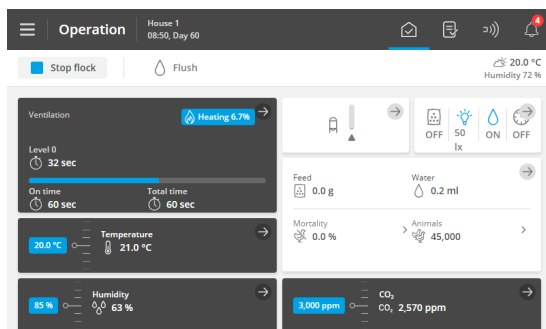 Operation
House 1
08:50, Day 60
4
Stop flock
Flush
20.0 °C
Humidity 72 %
Ventilation
Heating 6.7%
Level 0
32 sec
On time
Total time
60 sec
60 sec
OFF
50 lx
ON
OFF
Feed
Water
0.0 g
0.2 ml
Mortality
Animals
0.0 %
45,000
20.0 °C
Temperature
21.0 °C
85 %
Humidity
63 %
3,000 ppm
CO₂
CO₂ 2,570 ppm